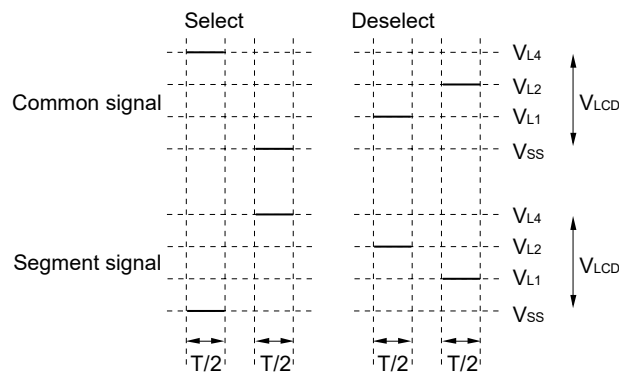 Select
Deselect
Common signal
VL4
VL2
VL1
VSS
VLCD
Segment signal
VL4
VL2
VL1
VSS
VLCD
T/2
T/2
T/2
T/2